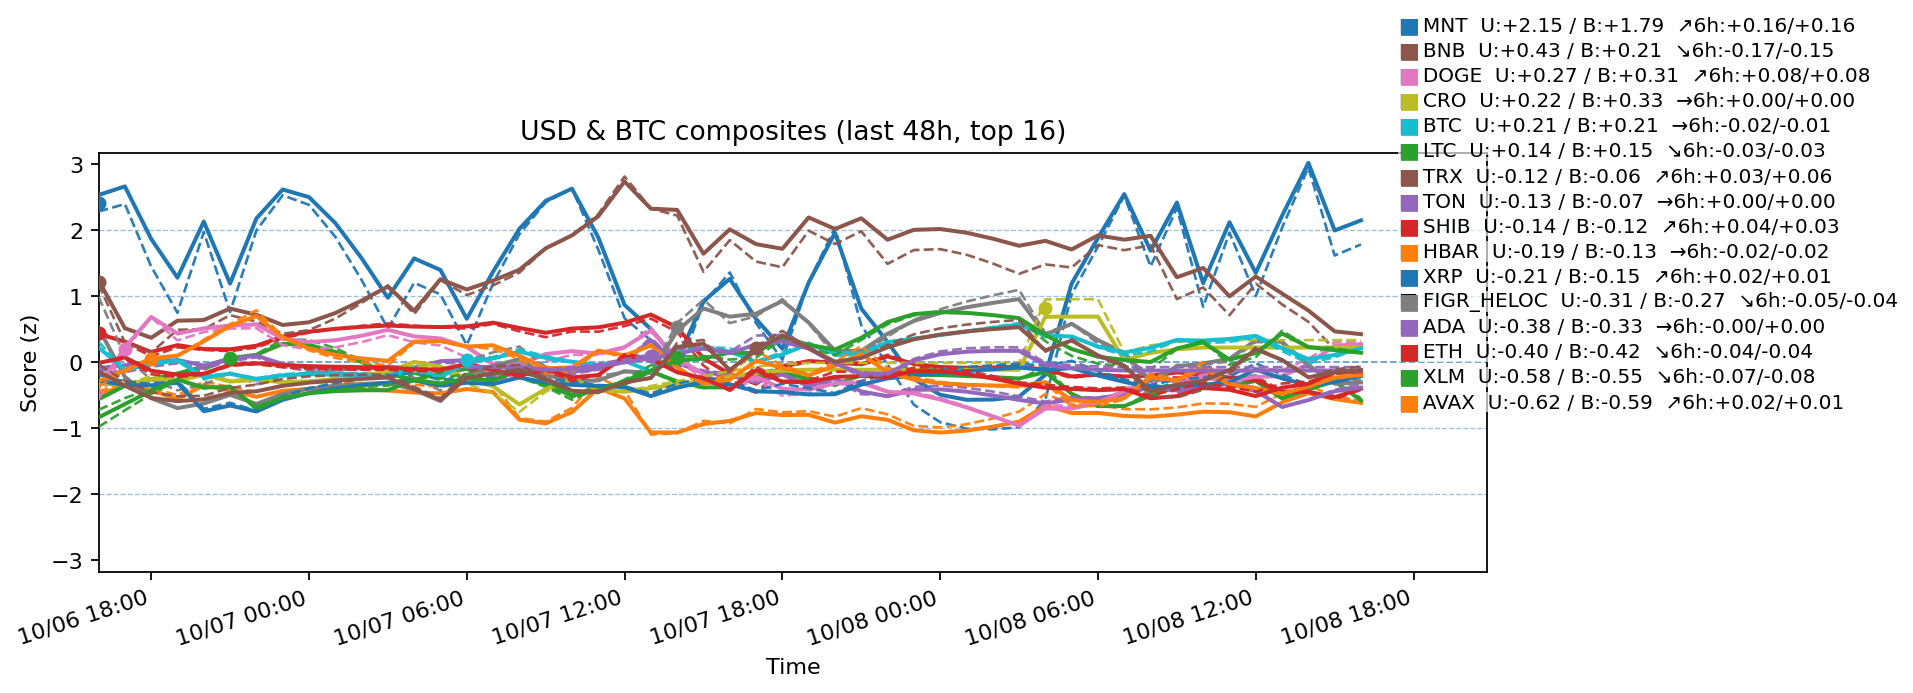 MNT  U:+2.15 / B:+1.79  ↗6h:+0.16/+0.16
BNB  U:+0.43 / B:+0.21  ↘6h:-0.17/-0.15
DOGE  U:+0.27 / B:+0.31  ↗6h:+0.08/+0.08
CRO  U:+0.22 / B:+0.33  →6h:+0.00/+0.00
BTC  U:+0.21 / B:+0.21  →6h:-0.02/-0.01
LTC  U:+0.14 / B:+0.15  ↘6h:-0.03/-0.03
TRX  U:-0.12 / B:-0.06  ↗6h:+0.03/+0.06
TON  U:-0.13 / B:-0.07  →6h:+0.00/+0.00
SHIB  U:-0.14 / B:-0.12  ↗6h:+0.04/+0.03
HBAR  U:-0.19 / B:-0.13  →6h:-0.02/-0.02
XRP  U:-0.21 / B:-0.15  ↗6h:+0.02/+0.01
FIGR_HELOC  U:-0.31 / B:-0.27  ↘6h:-0.05/-0.04
ADA  U:-0.38 / B:-0.33  →6h:-0.00/+0.00
ETH  U:-0.40 / B:-0.42  ↘6h:-0.04/-0.04
XLM  U:-0.58 / B:-0.55  ↘6h:-0.07/-0.08
AVAX  U:-0.62 / B:-0.59  ↗6h:+0.02/+0.01
USD & BTC composites (last 48h, top 16)
Score (z)
3
2
1
0
−1
−2
−3
10/06 18:00
10/07 00:00
10/07 06:00
10/07 12:00
10/07 18:00
10/08 00:00
10/08 06:00
10/08 12:00
10/08 18:00
Time